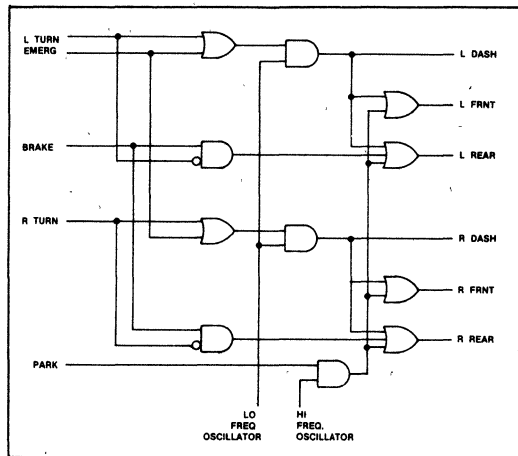 L TURN
EMERG
L DASH
L FRNT
BRAKE
L REAR
R TURN
R DASH
R FRNT
R REAR
PARK
LO
FREQ
OSCILLATOR
HI
FREQ.
OSCILLATOR